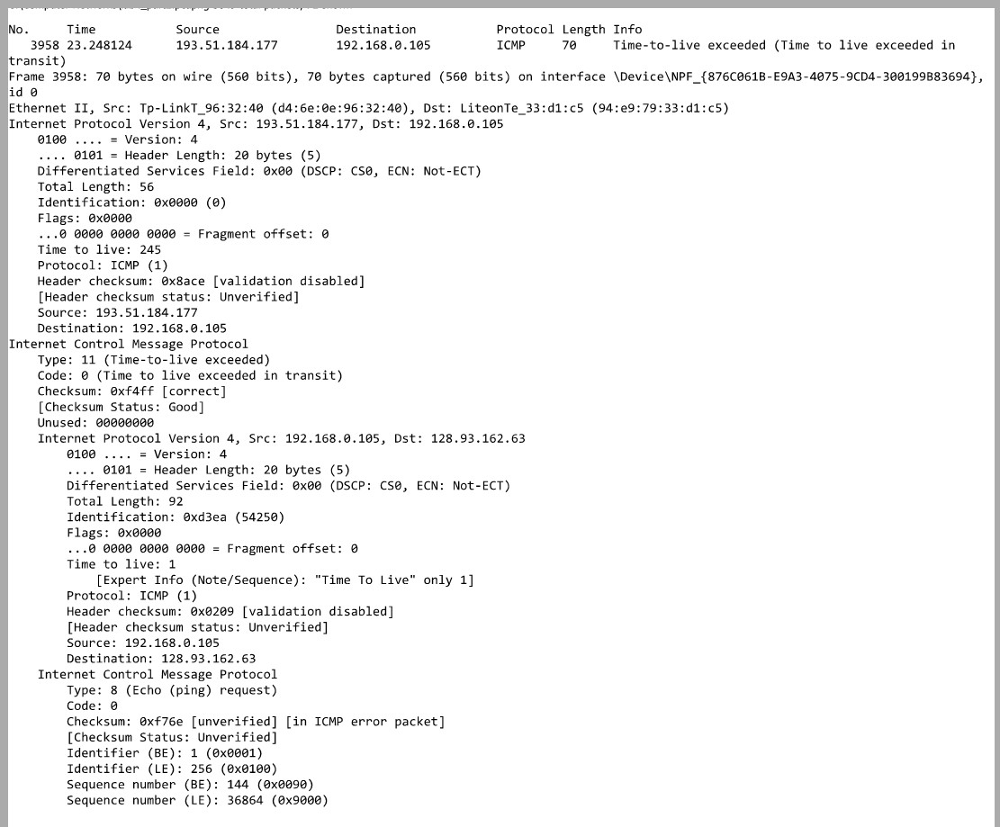 No. Time Source Destination Protocol Length Info
3958 23.248124 193.51.184.177 192.168.0.105 ICMP 70 Time-to-live exceeded (Time to live exceeded in
transit)
Frame 3958: 70 bytes on wire (560 bits), 70 bytes captured (560 bits) on interface \Device\NPF_{876C061B-E9A3-4075-9CD4-300199B83694},
id 0
Ethernet II, Src: Tp-LinkT_96:32:40 (d4:6e:0e:96:32:40), Dst: LiteonTe_33:d1:c5 (94:e9:79:33:d1:c5)
Internet Protocol Version 4, Src: 193.51.184.177, Dst: 192.168.0.105
0100 .... = Version: 4
.... 0101 = Header Length: 20 bytes (5)
Differentiated Services Field: 0x00 (DSCP: CS0, ECN: Not-ECT)
Total Length: 56
Identification: 0x0000 (0)
Flags: 0x0000
...0 0000 0000 0000 = Fragment offset: 0
Time to live: 245
Protocol: ICMP (1)
Header checksum: 0x8ace [validation disabled]
[Header checksum status: Unverified]
Source: 193.51.184.177
Destination: 192.168.0.105
Internet Control Message Protocol
Type: 11 (Time-to-live exceeded)
Code: 0 (Time to live exceeded in transit)
Checksum: 0xf4ff [correct]
[Checksum Status: Good]
Unused: 00000000
Internet Protocol Version 4, Src: 192.168.0.105, Dst: 128.93.162.63
0100 .... = Version: 4
.... 0101 = Header Length: 20 bytes (5)
Differentiated Services Field: 0x00 (DSCP: CS0, ECN: Not-ECT)
Total Length: 92
Identification: 0xd3ea (54250)
Flags: 0x0000
...0 0000 0000 0000 = Fragment offset: 0
Time to live: 1
[Expert Info (Note/Sequence): "Time To Live" only 1]
Protocol: ICMP (1)
Header checksum: 0x0209 [validation disabled]
[Header checksum status: Unverified]
Source: 192.168.0.105
Destination: 128.93.162.63
Internet Control Message Protocol
Type: 8 (Echo (ping) request)
Code: 0
Checksum: 0xf76e [unverified] [in ICMP error packet]
[Checksum Status: Unverified]
Identifier (BE): 1 (0x0001)
Identifier (LE): 256 (0x0100)
Sequence number (BE): 144 (0x0090)
Sequence number (LE): 36864 (0x9000)